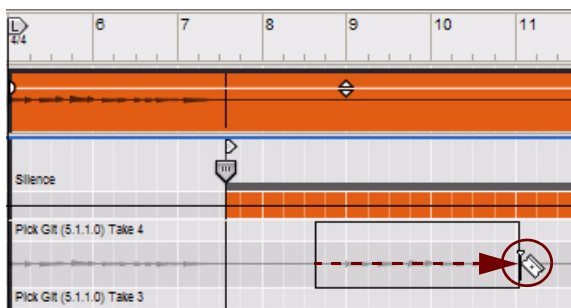 L 6 7 8 9 10 11
4/4
Silence
Pick Git (5.1.1.0) Take 4
Pick Git (5.1.1.0) Take 3